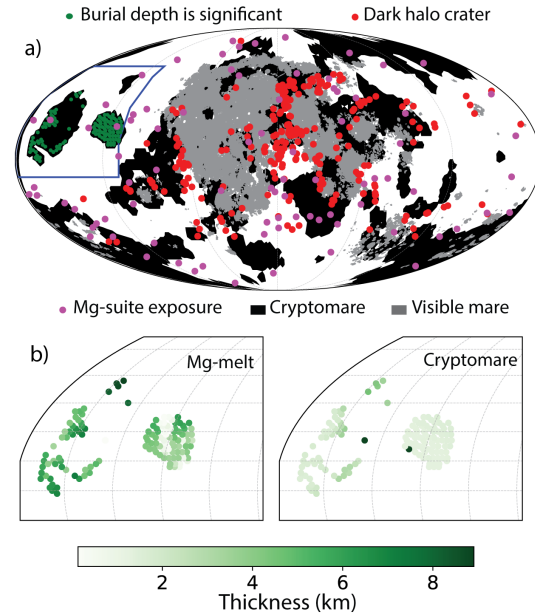 Burial depth is significant
Dark halo crater
a)
Mg-suite exposure
Cryptomare
Visible mare
b)
Mg-melt
Cryptomare
2
4
6
8
Thickness (km)